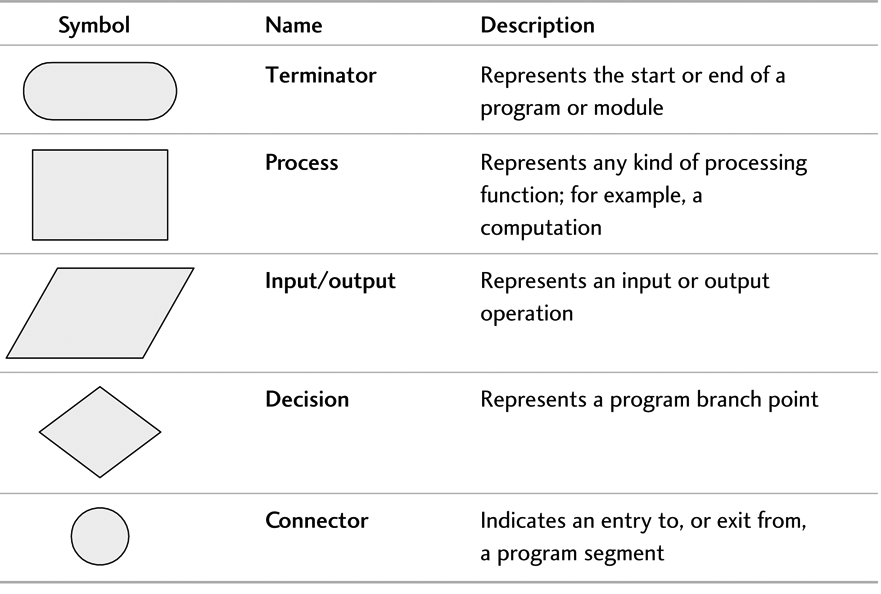 Symbol Name Description
Terminator Represents the start or end of a
program or module
Process Represents any kind of processing
function; for example, a
computation
Input/output Represents an input or output
operation
Decision Represents a program branch point
Connector Indicates an entry to, or exit from,
a program segment